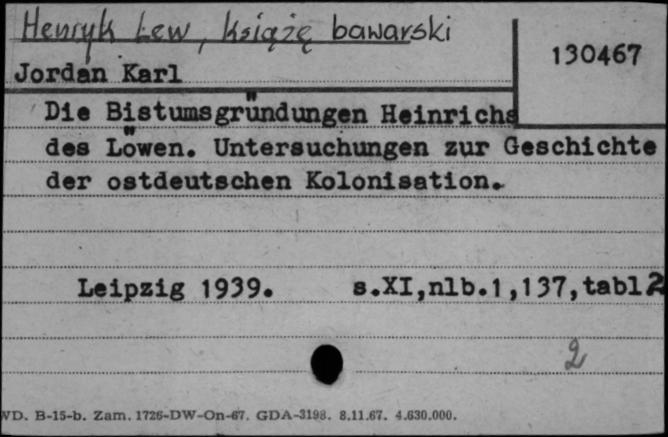 Henryk Lew, książę bawarski
130467
Jordan Karl
Die Bistumsgründungen Heinrichs
des Löwen. Untersuchungen zur Geschichte
der ostdeutschen Kolonisation.
Leipzig 1939. s.XI,nlb.1,137,tabl2
2
WD. B-15-b. Zam. 1726-DW-On-67. GDA-3198. 8.11.67. 4.630.000.